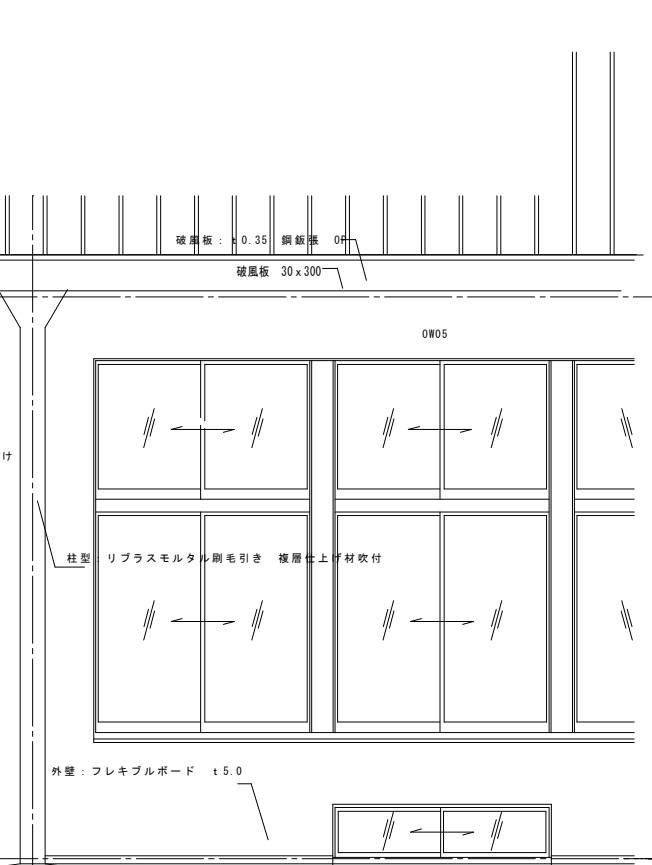 破風板：ｔ0.35　鋼鈑張　OP
破風板　30ｘ300
OW05
け
柱型：リブラスモルタル刷毛引き　複層仕上げ材吹付
外壁：フレキブルボード　ｔ5.0